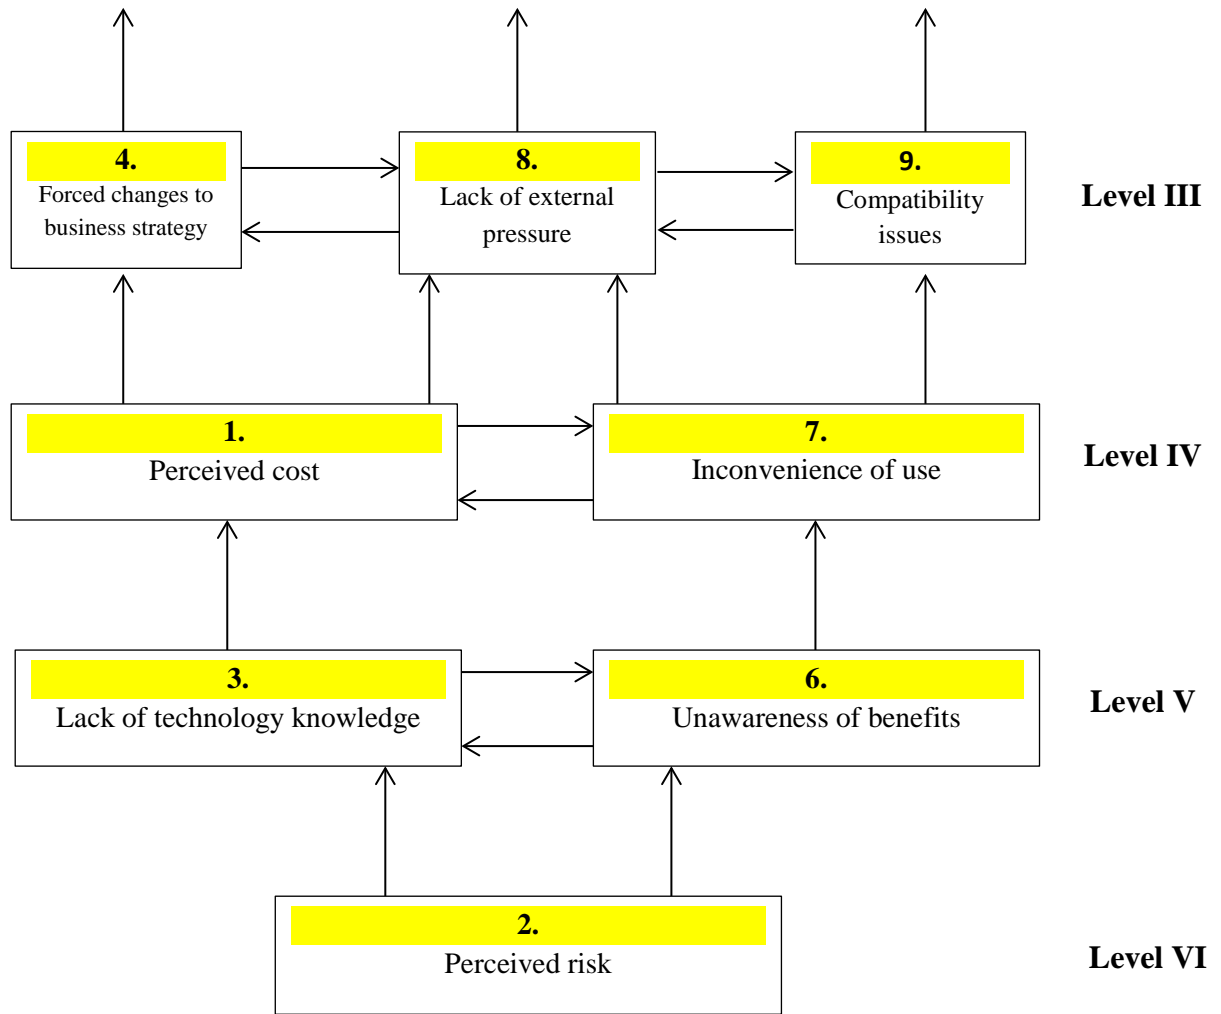 4.
Forced changes to
business strategy
8.
Lack of external
pressure
9.
Compatibility
issues
Level III
1.
Perceived cost
7.
Inconvenience of use
Level IV
3.
Lack of technology knowledge
6.
Unawareness of benefits
Level V
2.
Perceived risk
Level VI